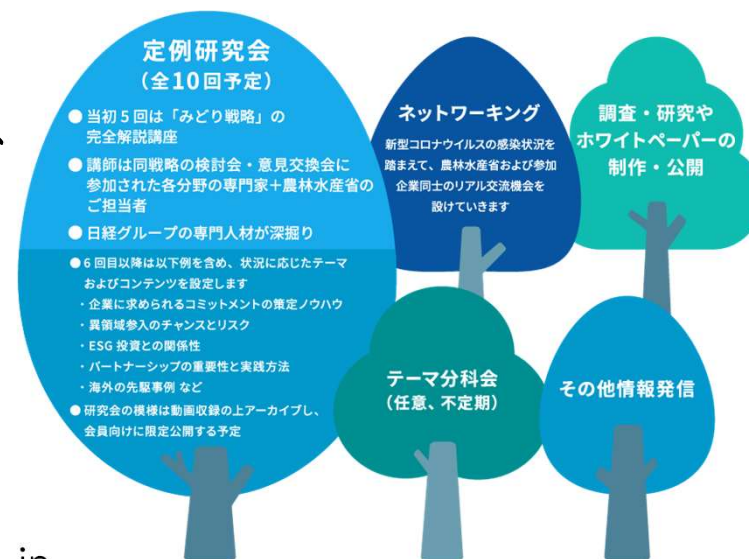 定例研究会
（全10回予定）
● 当初5回は「みどり戦略」の
完全解説講座
● 講師は同戦略の検討会・意見交換会に
参加された各分野の専門家＋農林水産省の
ご担当者
● 日経グループの専門人材が深掘り
● 6回目以降は以下例を含め、状況に応じたテーマ
およびコンテンツを設定します
・企業に求められるコミットメントの策定ノウハウ
・異領域参入のチャンスとリスク
・ESG 投資との関係性
・パートナーシップの重要性と実践方法
・海外の先駆事例 など
● 研究会の模様は動画収録の上アーカイブし、
会員向けに限定公開する予定
ネットワーキング
新型コロナウイルスの感染状況を
踏まえて、農林水産省および参加
企業同士のリアル交流機会を
設けていきます
調査・研究や
ホワイトペーパーの
制作・公開
テーマ分科会
（任意、不定期）
その他情報発信